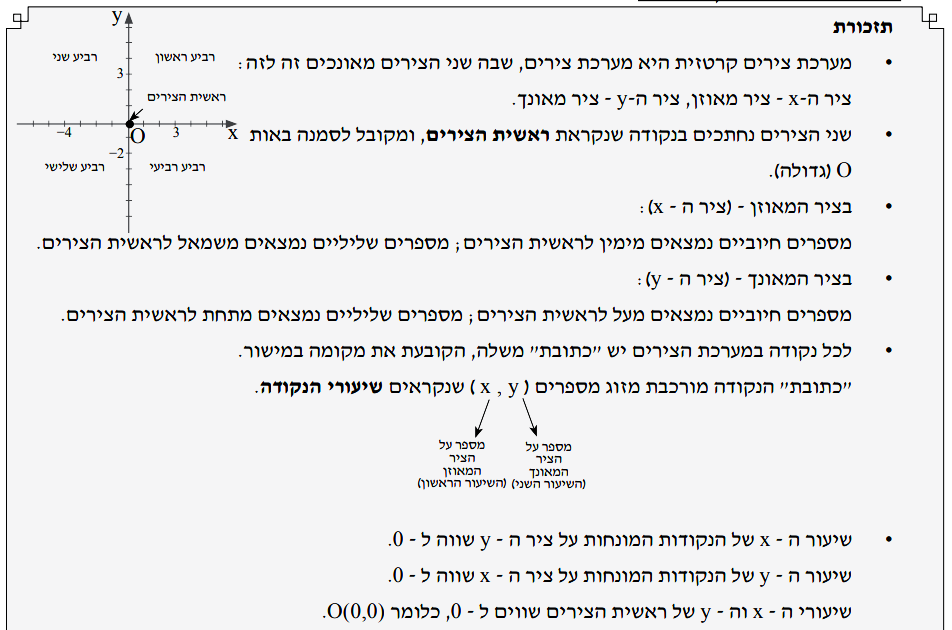 תזכורת
• מערכת צירים קרטזית היא מערכת צירים, שבה שני הצירים מאונכים זה לזה:
ציר ה-x - ציר מאוזן, ציר ה-y - ציר מאונך.
• שני הצירים נחתכים בנקודה שנקראת ראשית הצירים, ומקובל לסמנה באות
O (גדולה).
• בציר המאוזן - (ציר ה - x):
מספרים חיוביים נמצאים מימין לראשית הצירים; מספרים שליליים נמצאים משמאל לראשית הצירים.
• בציר המאונך - (ציר ה - y):
מספרים חיוביים נמצאים מעל לראשית הצירים; מספרים שליליים נמצאים מתחת לראשית הצירים.
• לכל נקודה במערכת הצירים יש "כתובת" משלה, הקובעת את מקומה במישור.
"כתובת" הנקודה מורכבת מזוג מספרים (x , y) שנקראים שיעורי הנקודה.
מספר על
הציר
המאונך
(השיעור השני)
מספר על
הציר
המאוזן
(השיעור הראשון)
• שיעור ה - x של הנקודות המונחות על ציר ה - y שווה ל - 0.
שיעור ה - y של הנקודות המונחות על ציר ה - x שווה ל - 0.
שיעורי ה - x וה - y של ראשית הצירים שווים ל - 0, כלומר O(0,0).
y
רביע ראשון
רביע שני
3
ראשית הצירים
−4
O
3
x
−2
רביע רביעי
רביע שלישי